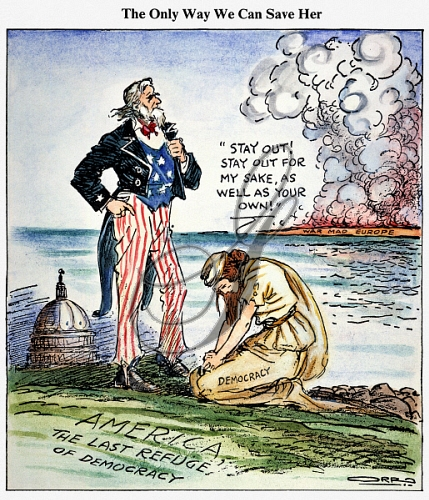 The Only Way We Can Save Her
" STAY OUT!
STAY OUT FOR
MY SAKE, AS
WELL AS YOUR
OWN!"
WAR MAD EUROPE
DEMOCRACY
AMERICA,
THE LAST REFUGE
OF DEMOCRACY
ORR